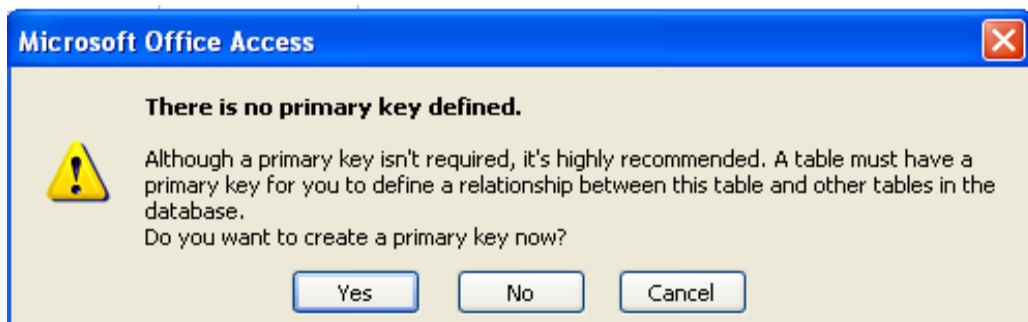 Microsoft Office Access
There is no primary key defined.
Although a primary key isn't required, it's highly recommended. A table must have a
primary key for you to define a relationship between this table and other tables in the
database.
Do you want to create a primary key now?
Yes No Cancel